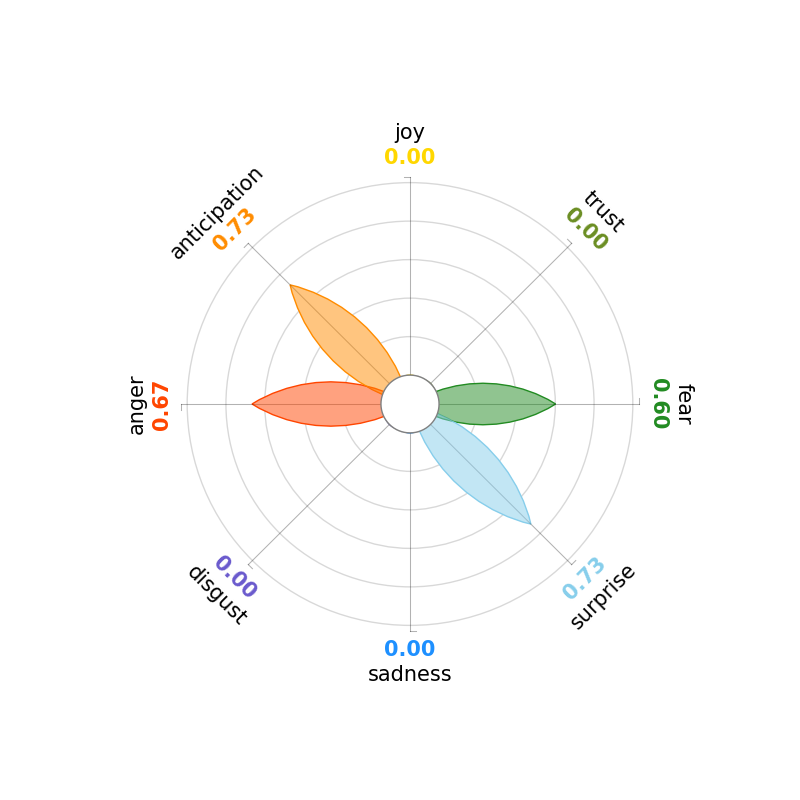 joy
0.00
trust
0.00
fear
0.60
surprise
0.73
sadness
0.00
disgust
0.00
anger
0.67
anticipation
0.73